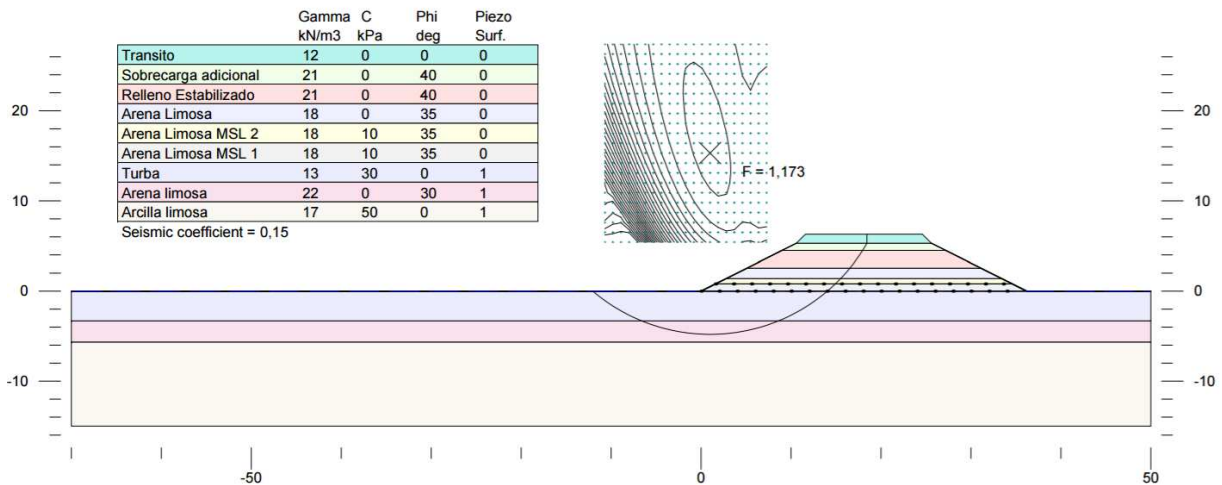 Gamma C Phi Piezo
kN/m3 kPa deg Surf.
Transito 12 0 0 0
Sobrecarga adicional 21 0 40 0
Relleno Estabilizado 21 0 40 0
Arena Limosa 18 0 35 0
Arena Limosa MSL 2 18 10 35 0
Arena Limosa MSL 1 18 10 35 0
Turba 13 30 0 1
Arena limosa 22 0 30 1
Arcilla limosa 17 50 0 1
Seismic coefficient = 0,15
F = 1,173
20 20
10 10
0 0
-10 -10
-50 0 50